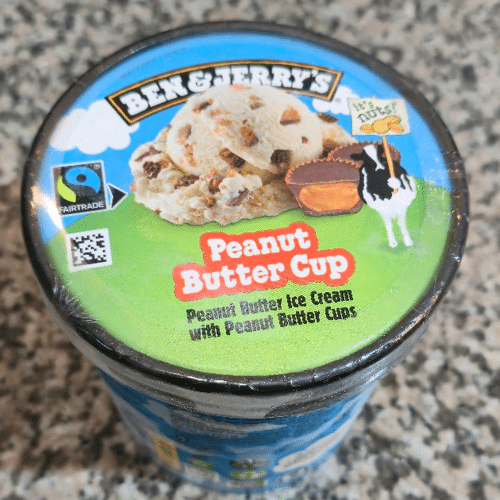 BEN & JERRY'S
it's
nuts!
FAIRTRADE
Peanut
Butter Cup
Peanut Butter Ice Cream
with Peanut Butter Cups